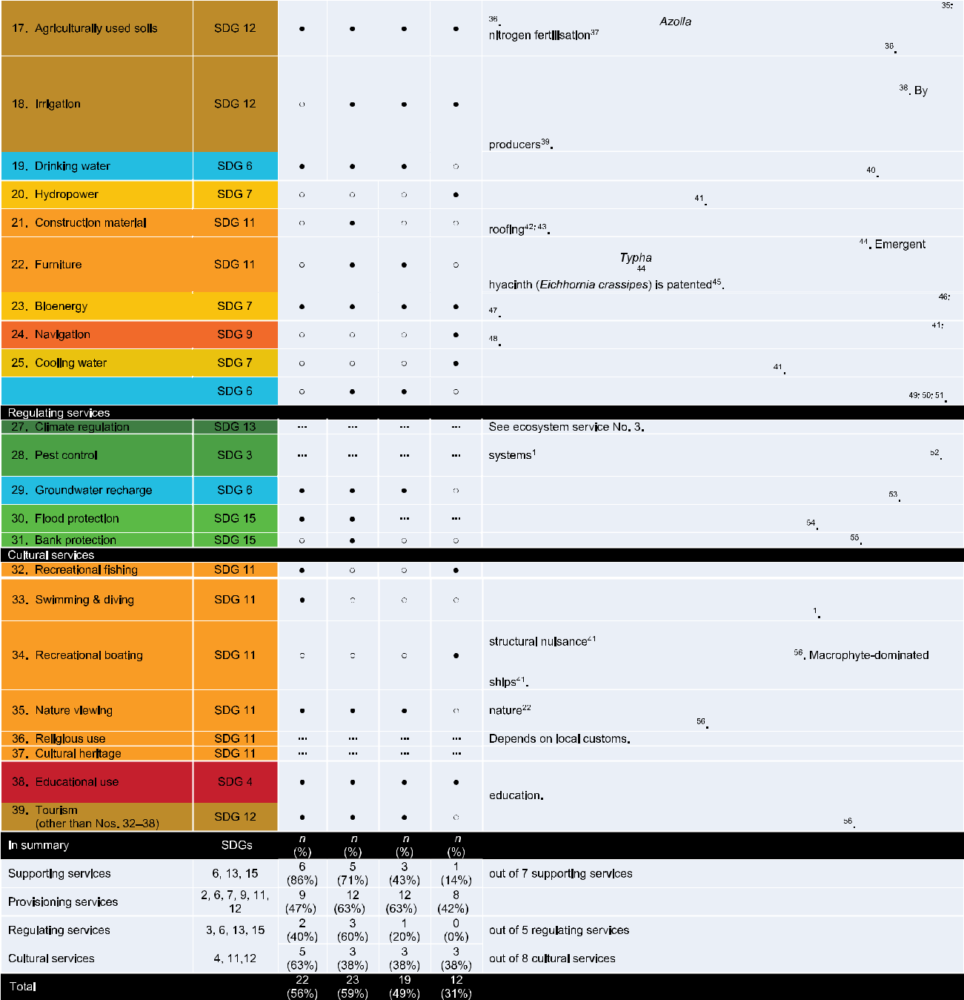 35;
17. Agriculturally used soils SDG 12 ● ● ● ● 36. Azolla
nitrogen fertilisation37
36.
18. Irrigation SDG 12 ○ ● ● ● 38. By
producers39.
19. Drinking water SDG 6 ● ● ● ○ 40.
20. Hydropower SDG 7 ○ ○ ○ ● 41.
21. Construction material SDG 11 ○ ● ○ ○ roofing42; 43.
44. Emergent
22. Furniture SDG 11 ○ ● ● ○ Typha
44
hyacinth (Eichhornia crassipes) is patented45.
46;
23. Bioenergy SDG 7 ● ● ● ● 47.
41;
24. Navigation SDG 9 ○ ○ ○ ● 48.
25. Cooling water SDG 7 ○ ○ ○ ● 41.
SDG 6 ○ ● ● ○ 49; 50; 51.
Regulating services
27. Climate regulation SDG 13 ... ... ... ... See ecosystem service No. 3.
28. Pest control SDG 3 ... ... ... ... systems1 52.
29. Groundwater recharge SDG 6 ● ● ● ○ 53.
30. Flood protection SDG 15 ● ● ... ... 54.
31. Bank protection SDG 15 ○ ● ○ ○ 55.
Cultural services
32. Recreational fishing SDG 11 ● ○ ○ ●
33. Swimming & diving SDG 11 ● ○ ○ ○ 1.
structural nuisance41
34. Recreational boating SDG 11 ○ ○ ○ ● 56. Macrophyte-dominated
ships41.
35. Nature viewing SDG 11 ● ● ● ○ nature22
56.
36. Religious use SDG 11 ... ... ... ... Depends on local customs.
37. Cultural heritage SDG 11 ... ... ... ...
38. Educational use SDG 4 ● ● ● ●
education.
39. Tourism
(other than Nos. 32–38) SDG 12 ● ● ● ○ 56.
In summary SDGs n (%) n (%) n (%) n (%)
Supporting services 6, 13, 15 6 (86%) 5 (71%) 3 (43%) 1 (14%) out of 7 supporting services
Provisioning services 2, 6, 7, 9, 11, 12 9 (47%) 12 (63%) 12 (63%) 8 (42%)
Regulating services 3, 6, 13, 15 2 (40%) 3 (60%) 1 (20%) 0 (0%) out of 5 regulating services
Cultural services 4, 11,12 5 (63%) 3 (38%) 3 (38%) 3 (38%) out of 8 cultural services
Total 22 (56%) 23 (59%) 19 (49%) 12 (31%)